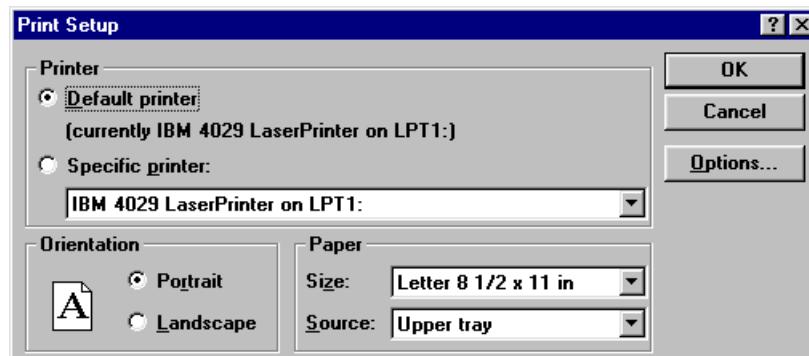 Print Setup
Printer
OK
Default printer
Cancel
(currently IBM 4029 LaserPrinter on LPT1:)
Specific printer:
Options...
IBM 4029 LaserPrinter on LPT1:
Orientation
Paper
A
Portrait
Size: Letter 8 1/2 x 11 in
Landscape
Source: Upper tray